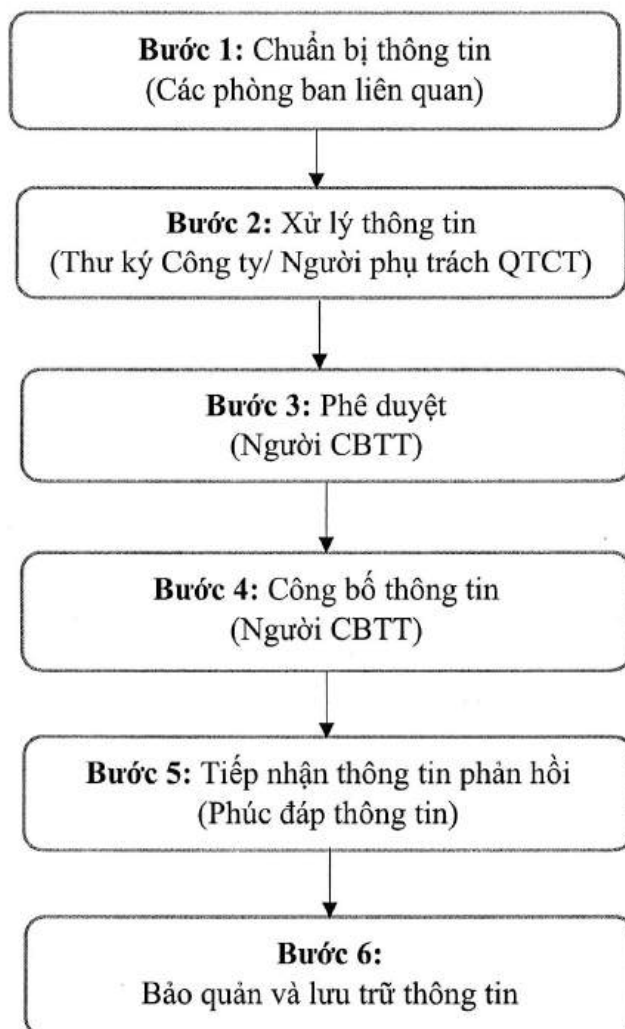 Bước 1: Chuẩn bị thông tin
(Các phòng ban liên quan)
Bước 2: Xử lý thông tin
(Thư ký Công ty/ Người phụ trách QTCT)
Bước 3: Phê duyệt
(Người CBTT)
Bước 4: Công bố thông tin
(Người CBTT)
Bước 5: Tiếp nhận thông tin phản hồi
(Phúc đáp thông tin)
Bước 6:
Bảo quản và lưu trữ thông tin